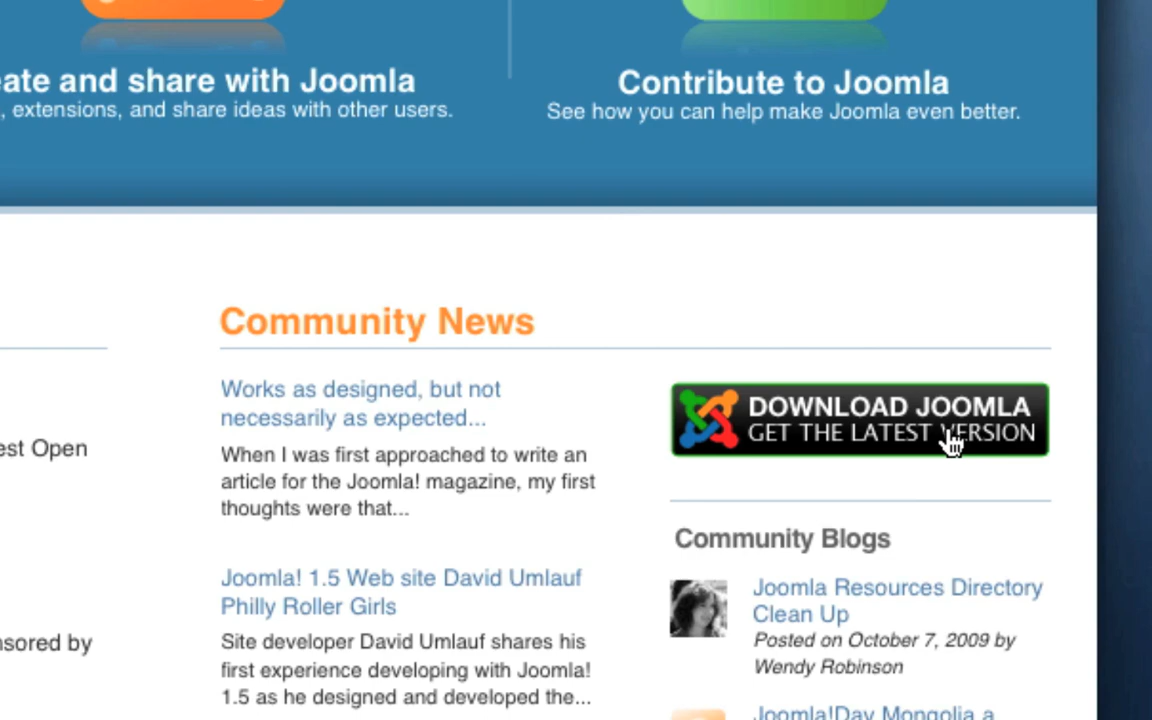 eate and share with Joomla
, extensions, and share ideas with other users.
Contribute to Joomla
See how you can help make Joomla even better.
Community News
Works as designed, but not
necessarily as expected...
When I was first approached to write an
article for the Joomla! magazine, my first
thoughts were that...
Joomla! 1.5 Web site David Umlauf
Philly Roller Girls
Site developer David Umlauf shares his
first experience developing with Joomla!
1.5 as he designed and developed the...
est Open
nsored by
DOWNLOAD JOOMLA
GET THE LATEST VERSION
Community Blogs
Joomla Resources Directory
Clean Up
Posted on October 7, 2009 by
Wendy Robinson
Joomla!Day Mongolia a